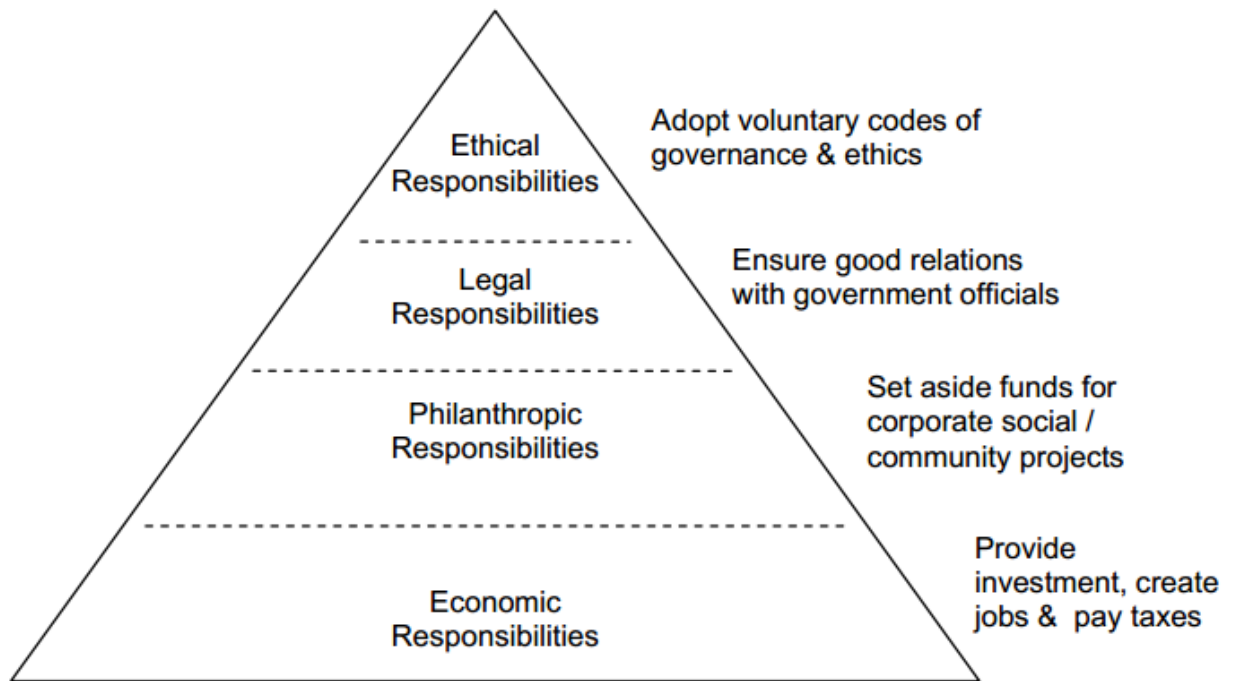 Ethical
Responsibilities
Adopt voluntary codes of
governance & ethics
Legal
Responsibilities
Ensure good relations
with government officials
Philanthropic
Responsibilities
Set aside funds for
corporate social /
community projects
Economic
Responsibilities
Provide
investment, create
jobs & pay taxes